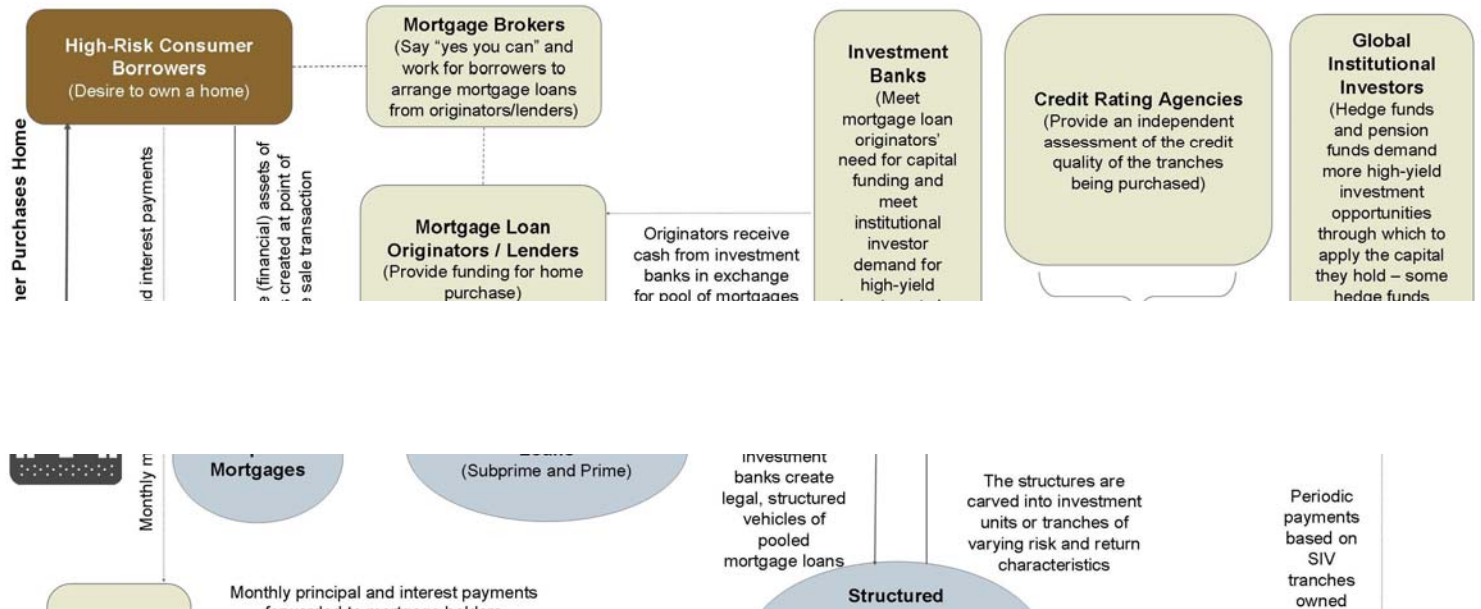 High-Risk Consumer
Borrowers
(Desire to own a home)
Mortgage Brokers
(Say “yes you can” and
work for borrowers to
arrange mortgage loans
from originators/lenders)
Investment
Banks
(Meet
mortgage loan
originators’
need for capital
funding and
meet
institutional
investor
demand for
high-yield
Credit Rating Agencies
(Provide an independent
assessment of the credit
quality of the tranches
being purchased)
Global
Institutional
Investors
(Hedge funds
and pension
funds demand
more high-yield
investment
opportunities
through which to
apply the capital
they hold – some
hedge funds
Purchases Home
interest payments
(financial) assets of
created at point of
sale transaction
Mortgage Loan
Originators / Lenders
(Provide funding for home
purchase)
Originators receive
cash from investment
banks in exchange
for pool of mortgages
Monthly
Mortgages
(Subprime and Prime)
investment
banks create
legal, structured
vehicles of
pooled
mortgage loans
The structures are
carved into investment
units or tranches of
varying risk and return
characteristics
Periodic
payments
based on
SIV
tranches
owned
Monthly principal and interest payments
forwarded to mortgage holders
Structured